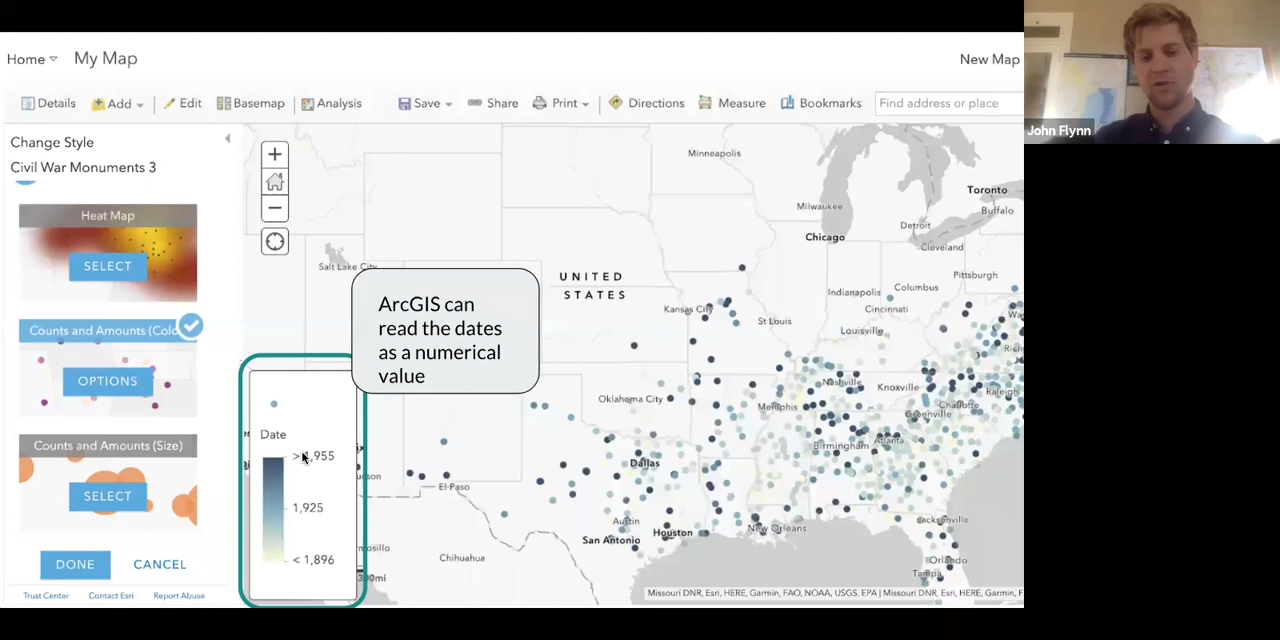 Home
My Map
New Map
Details
Add
Edit
Basemap
Analysis
Save
Share
Print
Directions
Measure
Bookmarks
Find address or place
John Flynn
Change Style
Civil War Monuments 3
Heat Map
SELECT
Counts and Amounts (Colo
OPTIONS
Counts and Amounts (Size)
SELECT
DONE
CANCEL
Trust Center
Contact Esri
Report Abuse
ArcGIS can
read the dates
as a numerical
value
Date
1,925
< 1,896
Minneapolis
Toronto
Milwaukee
Buffalo
Detroit
Chicago
Cleveland
Salt Lake City
UNITED
STATES
Pittsburgh
Indianapolis
Columbus
Kansas City
Cincinnati
St Louis
Louisville
Nashville
Knoxville
Raleigh
Oklahoma City
Memphis
Charlotte
Greenville
Birmingham
Atlanta
Dallas
El Paso
Austin
San Antonio
Houston
New Orleans
Jacksonville
Orlando
Tampa
Chihuahua
Missouri DNR, Esri, HERE, Garmin, FAO, NOAA, USGS, EPA | Missouri DNR, Esri, HERE, Garmin, F